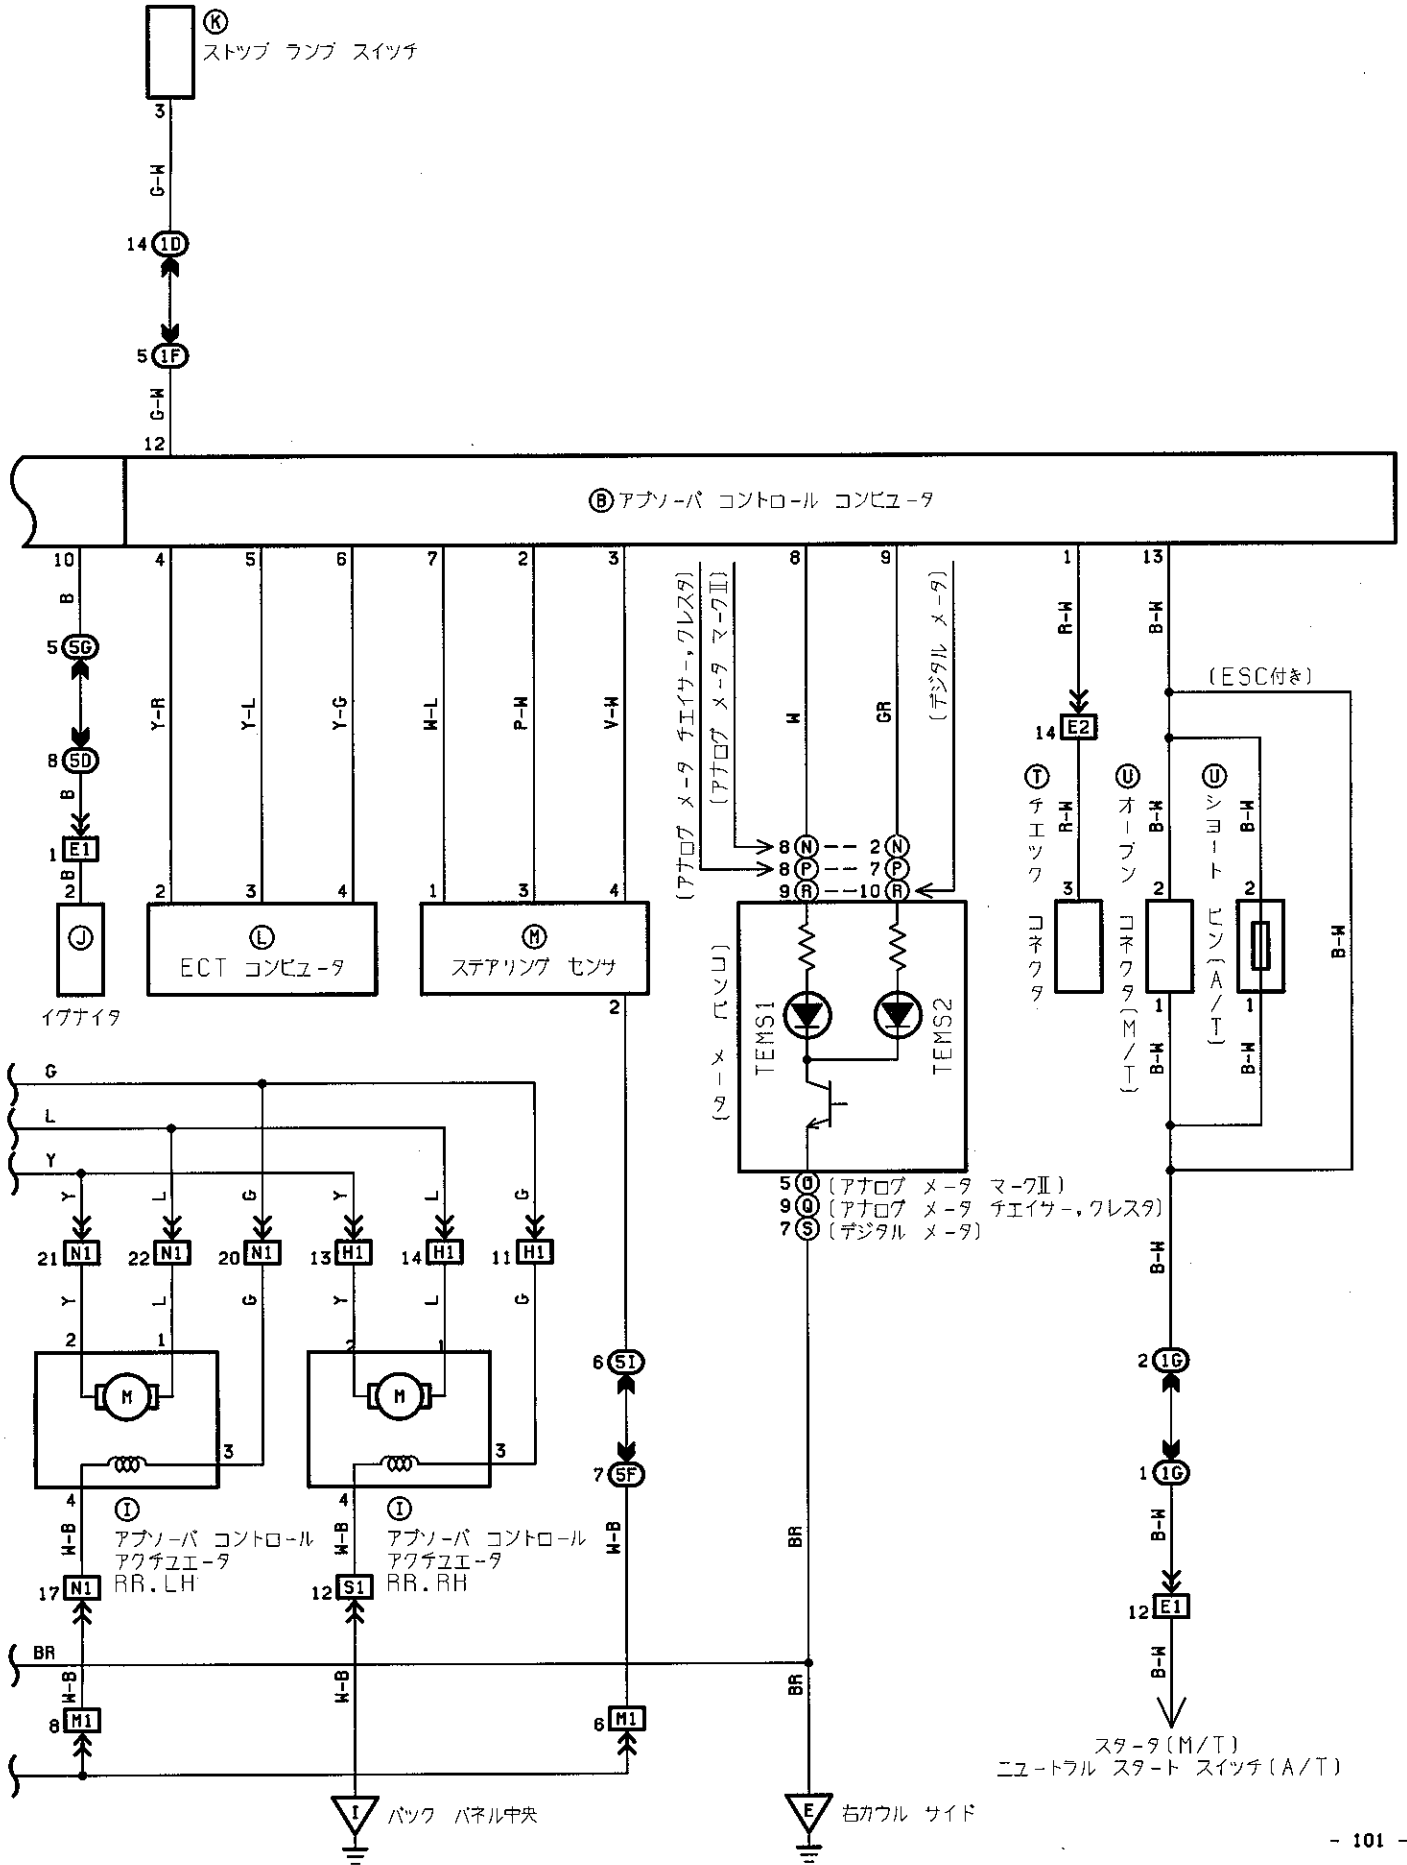 K
ストップ ランプ スイッチ
3
G-W
14 1D
5 1F
G-W
12
B アブソーバ コントロール コンピュータ
10 4 5 6 7 2 3 8 9 1 13
B
5 5G
8 5D
B
1 E1
B
2
J
イグナイタ
Y-R
Y-L
Y-G
2 3 4
L
ECT コンピュータ
W-L
P-W
V-W
1 3 4
M
ステアリング センサ
2
(アナログ メータ チェイサー,クレスタ)
(アナログ メータ マークⅡ)
W
GR
(デジタル メータ)
8 N -- 2 N
8 P -- 7 P
9 R -- 10 R
(コンビ メータ)
TEMS1
TEMS2
5 O (アナログ メータ マークⅡ)
9 Q (アナログ メータ チェイサー,クレスタ)
7 S (デジタル メータ)
R-W
14 E2
R-W
T
チェック コネクタ
3
B-W
(ESC付き)
U
オープン コネクタ(M/T)
B-W
2
1
B-W
U
ショート ピン(A/T)
B-W
2
1
B-W
B-W
B-W
2 1G
1 1G
B-W
12 E1
B-W
スタータ(M/T)
ニュートラル スタート スイッチ(A/T)
G
L
Y
Y L G Y L G
21 N1 22 N1 20 N1 13 H1 14 H1 11 H1
Y L G Y L G
2 1 2 1
M M
3 3
4 4
I
アブソーバ コントロール
アクチュエータ
RR.LH
I
アブソーバ コントロール
アクチュエータ
RR.RH
W-B
W-B
17 N1
12 S1
6 5I
7 5F
W-B
BR
BR
W-B
W-B
BR
8 M1
6 M1
I バック パネル中央
E 右カウル サイド
- 101 -